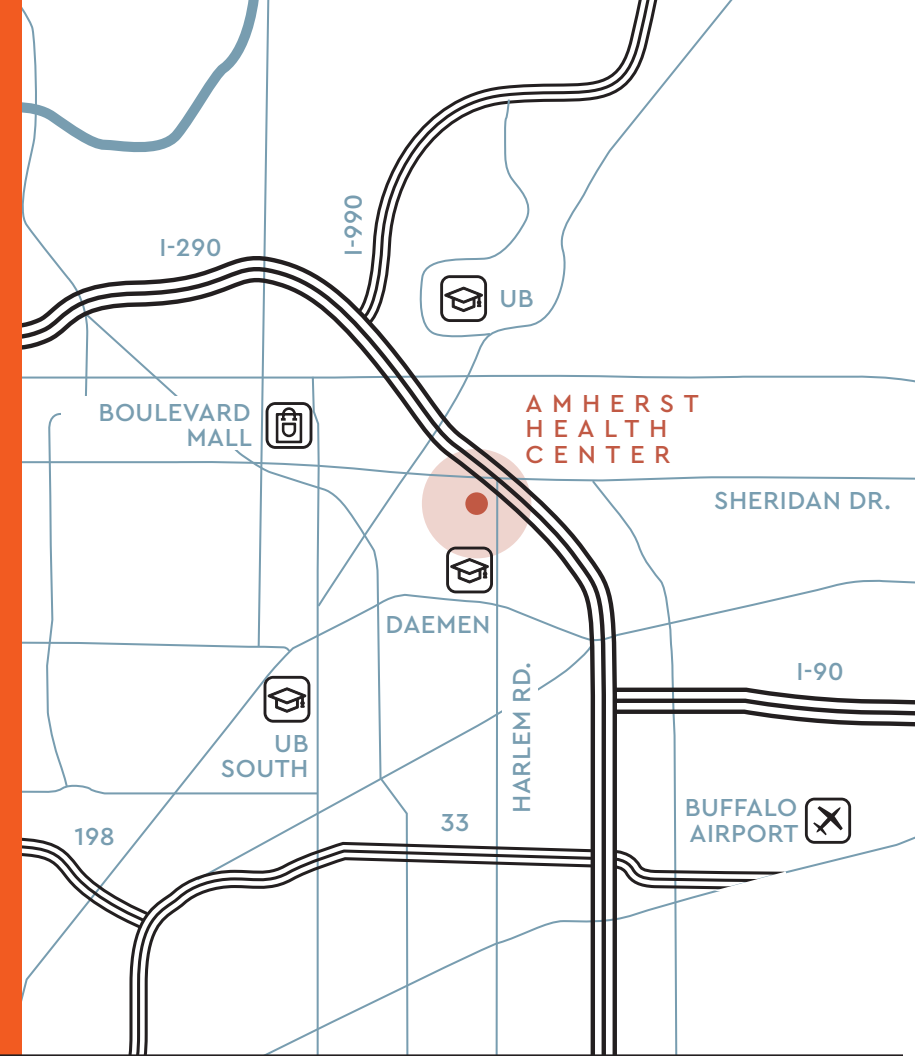 I-990
I-290
UB
AMHERST
HEALTH
CENTER
BOULEVARD
MALL
SHERIDAN DR.
DAEMEN
HARLEM RD.
I-90
UB
SOUTH
BUFFALO
AIRPORT
33
198